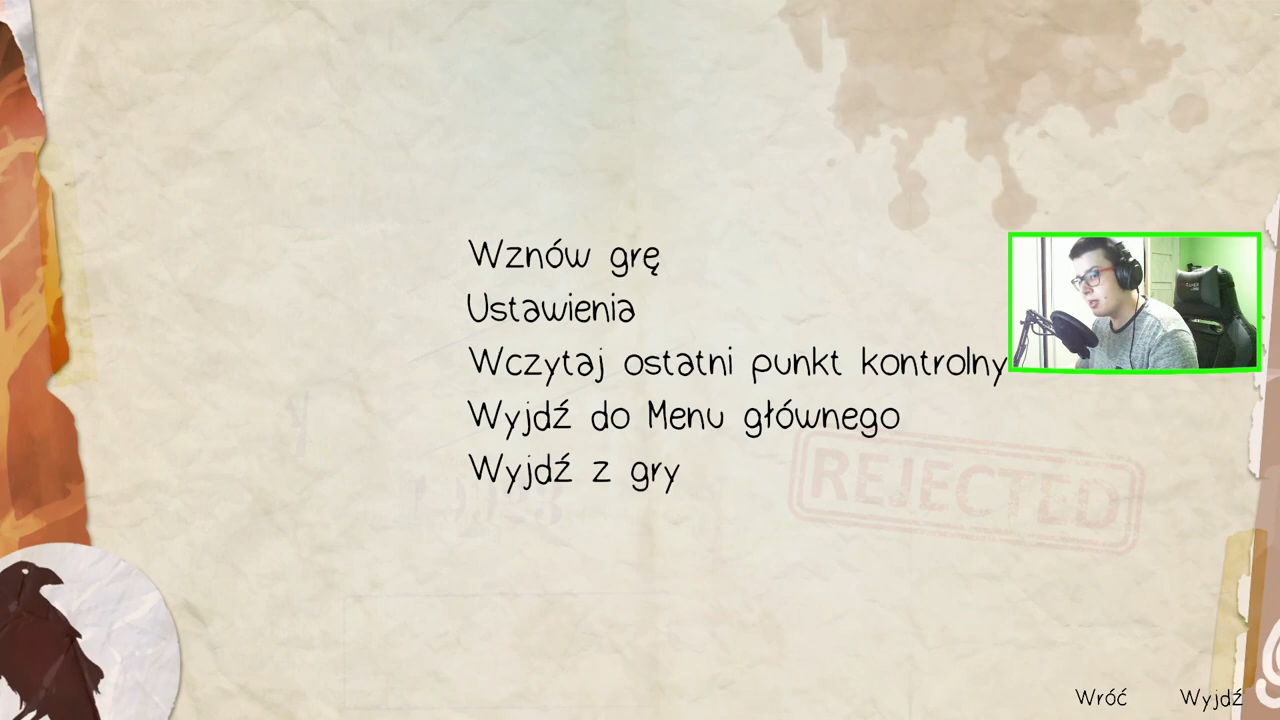 Wznów grę
Ustawienia
Wczytaj ostatni punkt kontrolny
Wyjdź do Menu głównego
Wyjdź z gry
REJECTED
Wróć Wyjdź